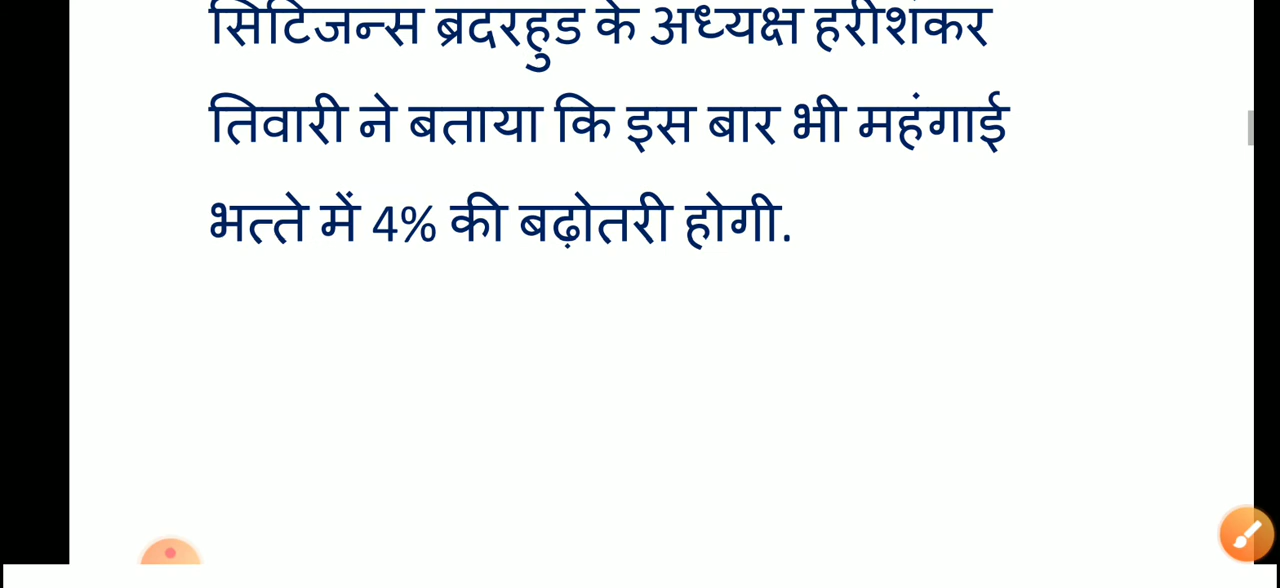 सिटिजन्स ब्रदरहुड के अध्यक्ष हरीशंकर
तिवारी ने बताया कि इस बार भी महंगाई
भत्ते में 4% की बढ़ोतरी होगी.